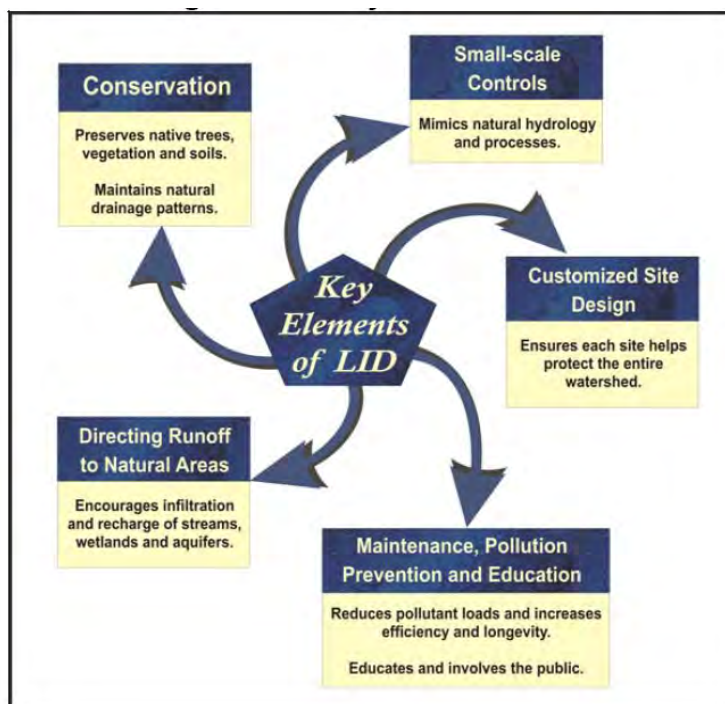 Conservation
Preserves native trees,
vegetation and soils.
Maintains natural
drainage patterns.
Small-scale
Controls
Mimics natural hydrology
and processes.
Key
Elements
of LID
Customized Site
Design
Ensures each site helps
protect the entire
watershed.
Directing Runoff
to Natural Areas
Encourages infiltration
and recharge of streams,
wetlands and aquifers.
Maintenance, Pollution
Prevention and Education
Reduces pollutant loads and increases
efficiency and longevity.
Educates and involves the public.